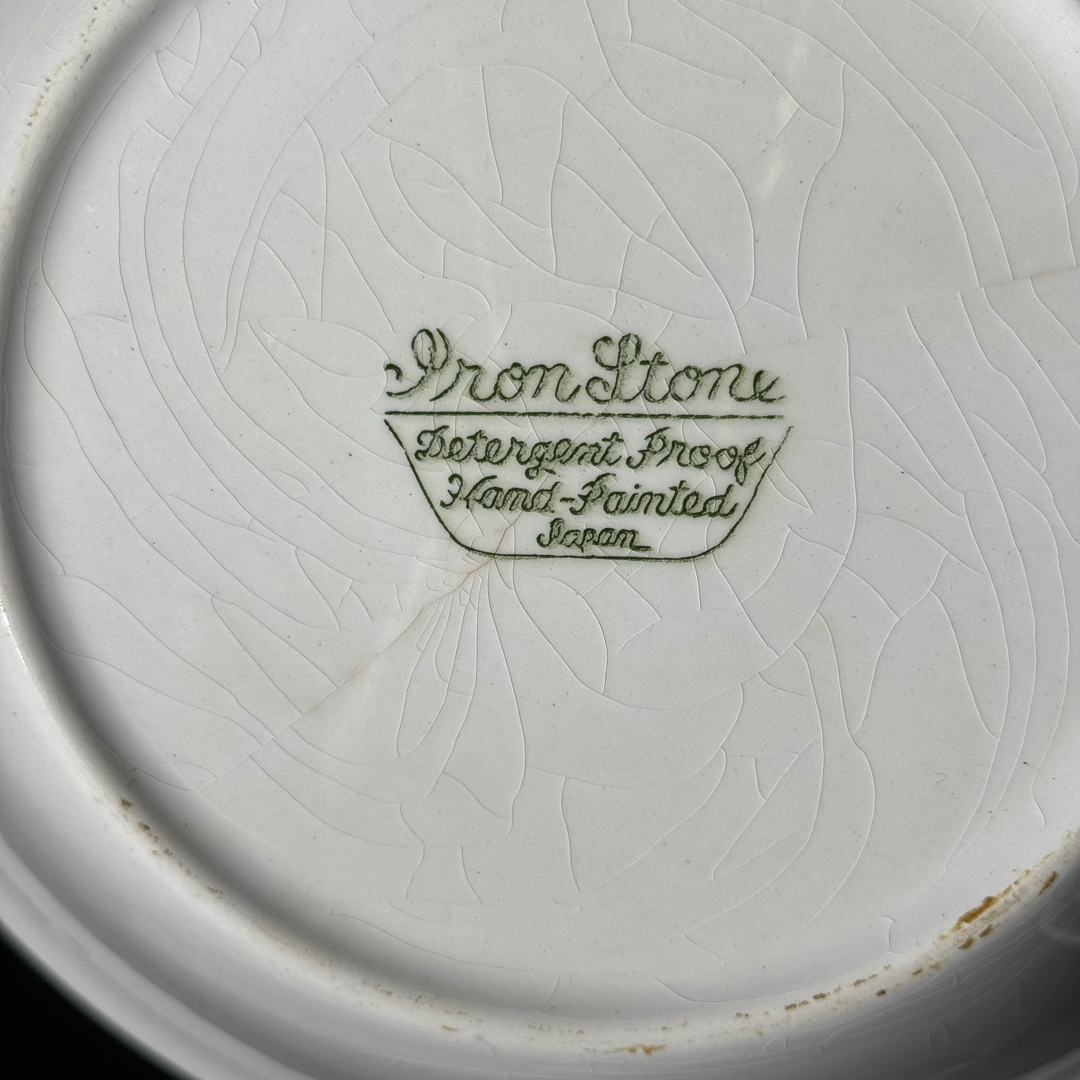 Iron Stone
Detergent Proof
Hand-Painted
Japan